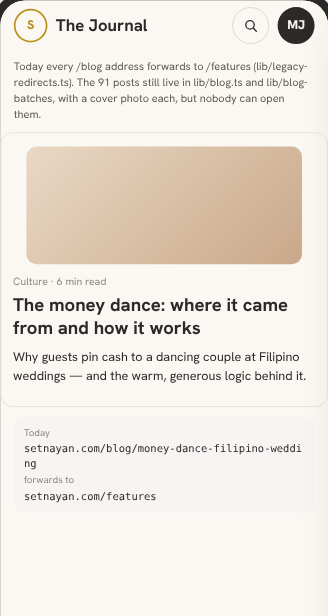 S
The Journal
MJ
Today every /blog address forwards to /features (lib/legacy-
redirects.ts). The 91 posts still live in lib/blog.ts and lib/blog-
batches, with a cover photo each, but nobody can open
them.
Culture · 6 min read
The money dance: where it came
from and how it works
Why guests pin cash to a dancing couple at Filipino
weddings — and the warm, generous logic behind it.
Today
setnayan.com/blog/money-dance-filipino-weddi
ng
forwards to
setnayan.com/features